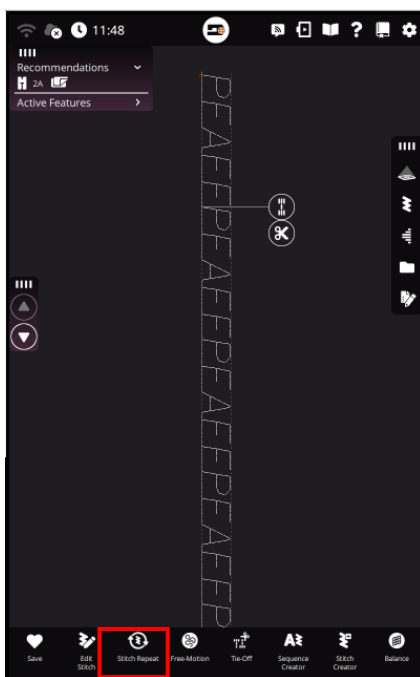 11:48
Recommendations
2A
Active Features
PFAFFPFAFFPFAFFPFAFFP
Save
Edit Stitch
Stitch Repeat
Free-Motion
Tie-Off
Sequence Creator
Stitch Creator
Balance